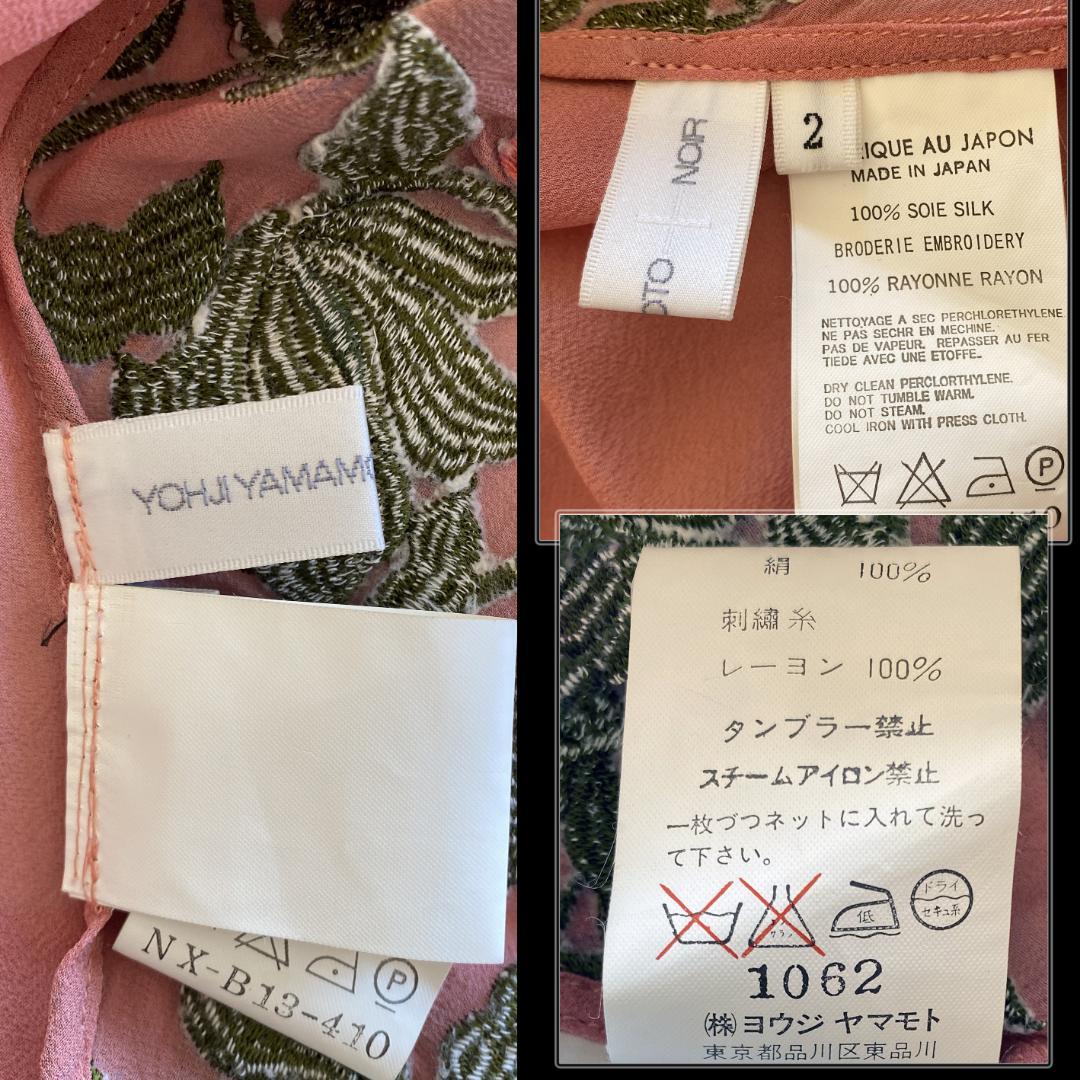 YOHJI YAMAM
NX-B13-410
OTO-NOIR
2
IQUE AU JAPON
MADE IN JAPAN
100% SOIE SILK
BRODERIE EMBROIDERY
100% RAYONNE RAYON
NETTOYAGE A SEC PERCHLORETHYLENE.
NE PAS SECHR EN MECHINE.
PAS DE VAPEUR. REPASSER AU FER
TIEDE AVEC UNE ETOFFE.
DRY CLEAN PERCLORTHYLENE.
DO NOT TUMBLE WARM.
DO NOT STEAM.
COOL IRON WITH PRESS CLOTH.
P
絹 100%
刺繡糸
レーヨン 100%
タンブラー禁止
スチームアイロン禁止
一枚づつネットに入れて洗っ
て下さい。
低
ドライ
セキユ系
1062
(株)ヨウジ ヤマモト
東京都品川区東品川